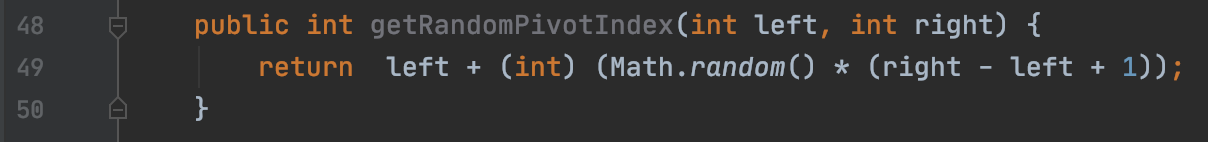 48 public int getRandomPivotIndex(int left, int right) {
49 return  left + (int) (Math.random() * (right - left + 1));
50 }